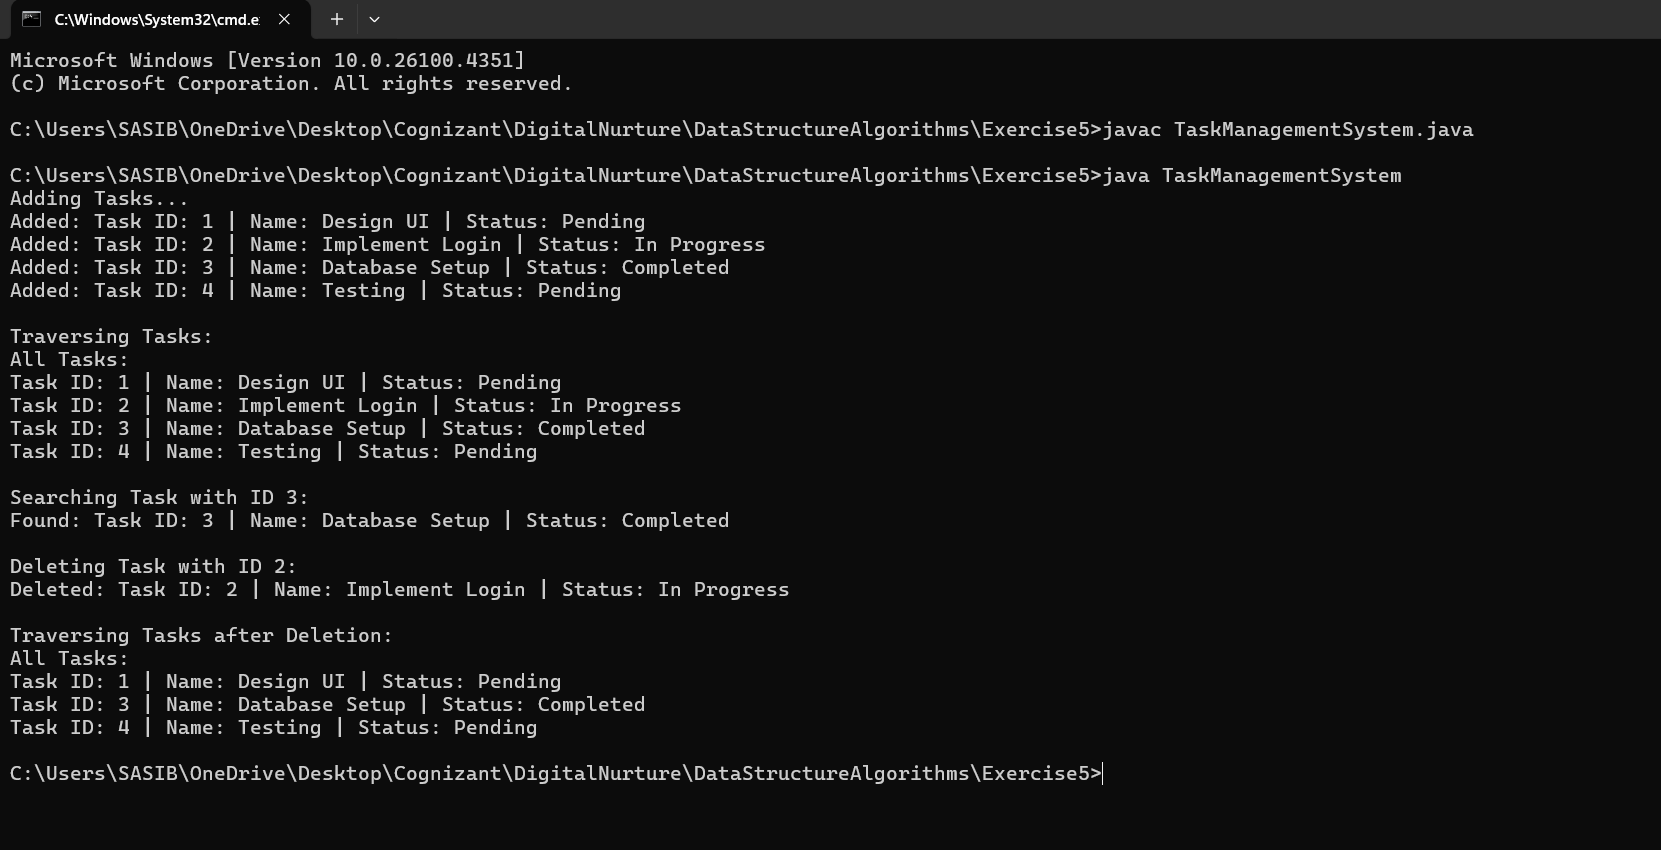 C:\Windows\System32\cmd.e
Microsoft Windows [Version 10.0.26100.4351]
(c) Microsoft Corporation. All rights reserved.
C:\Users\SASIB\OneDrive\Desktop\Cognizant\DigitalNurture\DataStructureAlgorithms\Exercise5>javac TaskManagementSystem.java
C:\Users\SASIB\OneDrive\Desktop\Cognizant\DigitalNurture\DataStructureAlgorithms\Exercise5>java TaskManagementSystem
Adding Tasks...
Added: Task ID: 1 | Name: Design UI | Status: Pending
Added: Task ID: 2 | Name: Implement Login | Status: In Progress
Added: Task ID: 3 | Name: Database Setup | Status: Completed
Added: Task ID: 4 | Name: Testing | Status: Pending
Traversing Tasks:
All Tasks:
Task ID: 1 | Name: Design UI | Status: Pending
Task ID: 2 | Name: Implement Login | Status: In Progress
Task ID: 3 | Name: Database Setup | Status: Completed
Task ID: 4 | Name: Testing | Status: Pending
Searching Task with ID 3:
Found: Task ID: 3 | Name: Database Setup | Status: Completed
Deleting Task with ID 2:
Deleted: Task ID: 2 | Name: Implement Login | Status: In Progress
Traversing Tasks after Deletion:
All Tasks:
Task ID: 1 | Name: Design UI | Status: Pending
Task ID: 3 | Name: Database Setup | Status: Completed
Task ID: 4 | Name: Testing | Status: Pending
C:\Users\SASIB\OneDrive\Desktop\Cognizant\DigitalNurture\DataStructureAlgorithms\Exercise5>